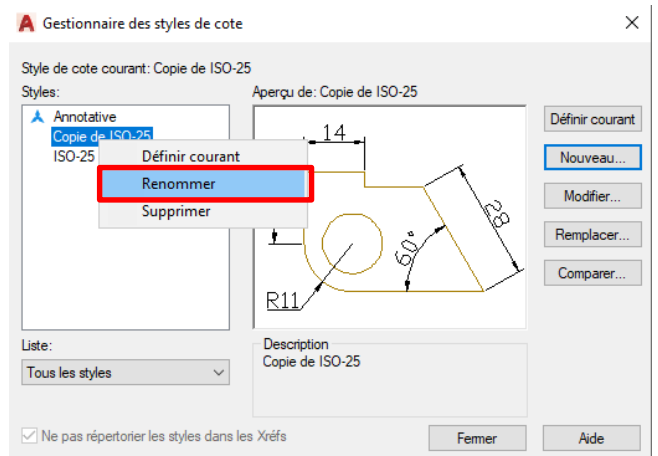 Gestionnaire des styles de cote
Style de cote courant: Copie de ISO-25
Styles:
Annotative
Copie de ISO-25
ISO-25
Définir courant
Renommer
Supprimer
Aperçu de: Copie de ISO-25
14
28
60°
R11
Définir courant
Nouveau...
Modifier...
Remplacer...
Comparer...
Liste:
Tous les styles
Description
Copie de ISO-25
Ne pas répertorier les styles dans les Xréfs
Fermer
Aide